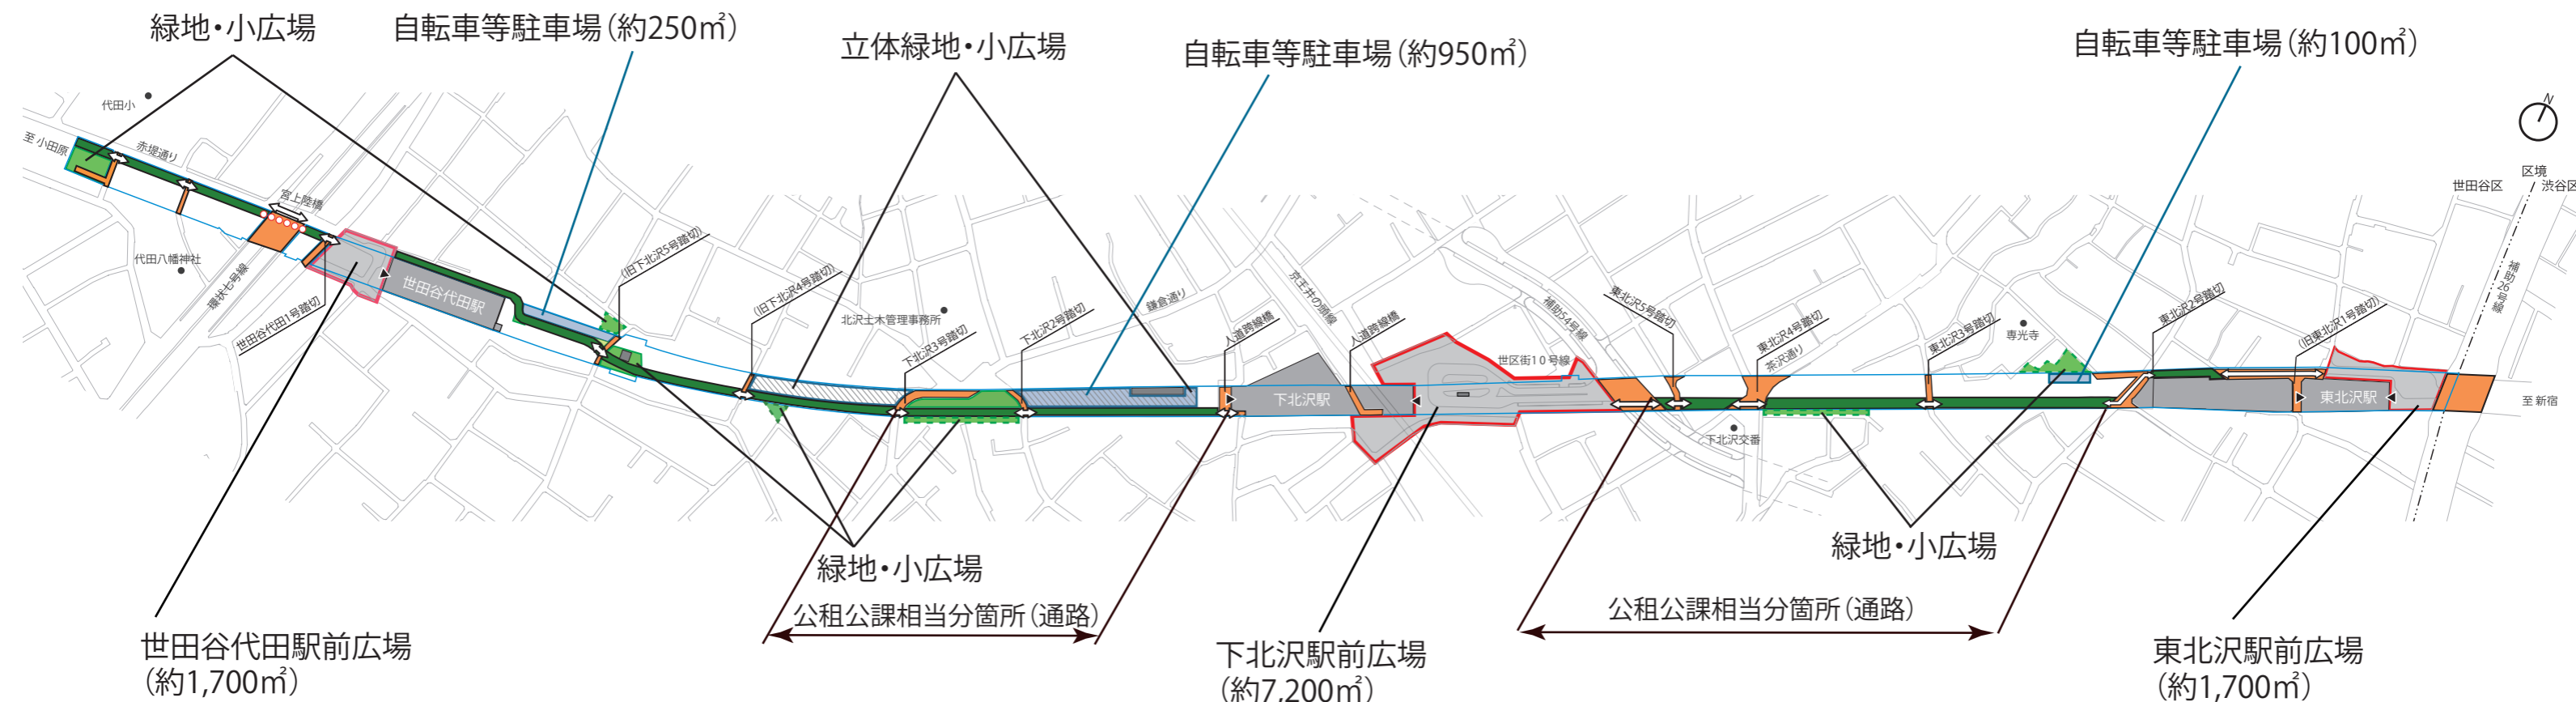 緑地・小広場
自転車等駐車場(約250㎡)
立体緑地・小広場
自転車等駐車場(約950㎡)
自転車等駐車場(約100㎡)
N
代田小
至 小田原
赤堤通り
宮上陸橋
代田八幡神社
環状七号線
世田谷代田1号踏切
世田谷代田駅
(旧下北沢5号踏切)
(旧下北沢4号踏切)
北沢土木管理事務所
下北沢3号踏切
下北沢2号踏切
鎌倉通り
人道跨線橋
京王井の頭線
人道跨線橋
下北沢駅
世区街10号線
補助54号線
東北沢5号踏切
東北沢4号踏切
茶沢通り
下北沢交番
東北沢3号踏切
専光寺
東北沢2号踏切
(旧東北沢1号踏切)
東北沢駅
区境
世田谷区
渋谷区
補助26号線
至 新宿
緑地・小広場
公租公課相当分箇所(通路)
緑地・小広場
公租公課相当分箇所(通路)
世田谷代田駅前広場
(約1,700㎡)
下北沢駅前広場
(約7,200㎡)
東北沢駅前広場
(約1,700㎡)